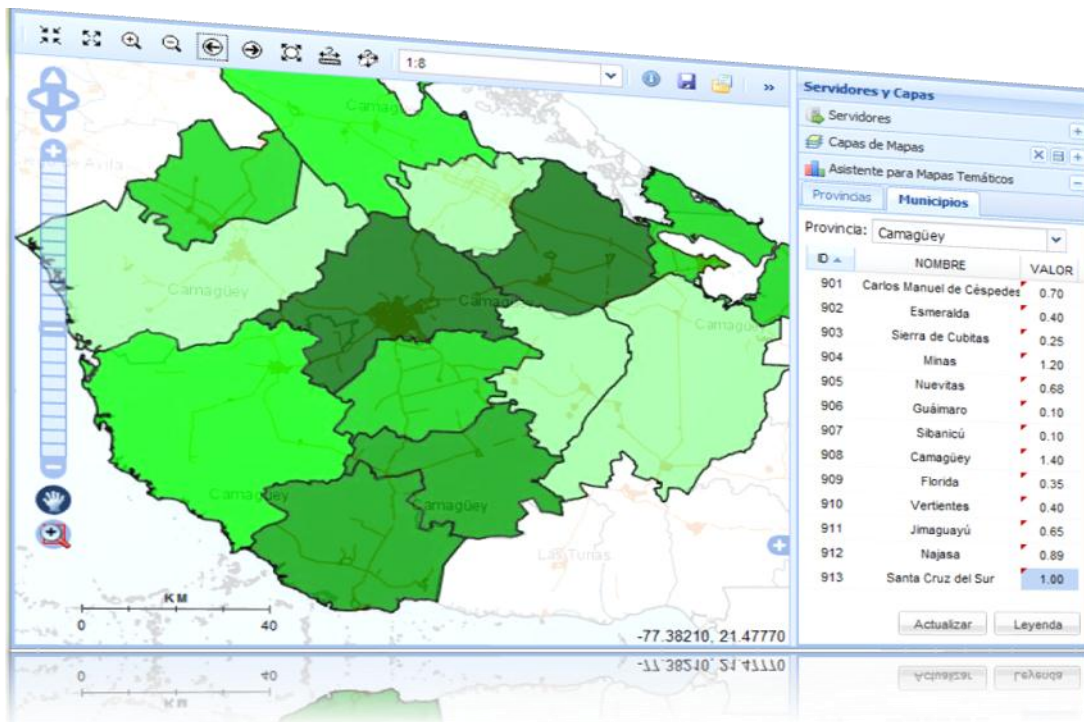 1:8
»
Servidores y Capas
Servidores
Capas de Mapas
Asistente para Mapas Temáticos
Provincias Municipios
Provincia: Camagüey
ID NOMBRE VALOR
901 Carlos Manuel de Céspedes 0.70
902 Esmeralda 0.40
903 Sierra de Cubitas 0.25
904 Minas 1.20
905 Nuevitas 0.68
906 Guáimaro 0.10
907 Sibanicú 0.10
908 Camagüey 1.40
909 Florida 0.35
910 Vertientes 0.40
911 Jimaguayú 0.65
912 Najasa 0.89
913 Santa Cruz del Sur 1.00
Actualizar Leyenda
Camagüey
de Avila
Camagüey
Camagüey
Camagüey
Camagüey
Camagüey
Las Tunas
KM
0 40
-77.38210, 21.47770